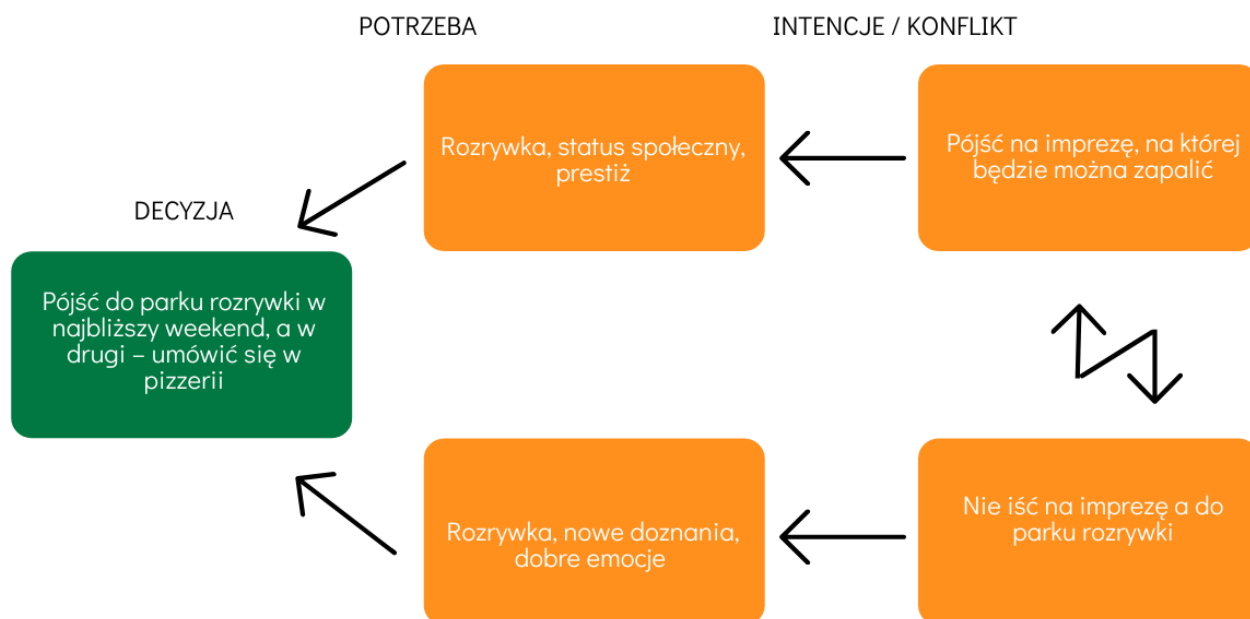 POTRZEBA
INTENCJE / KONFLIKT
Rozrywka, status społeczny,
prestiż
Pójść na imprezę, na której
będzie można zapalić
DECYZJA
Pójść do parku rozrywki w
najbliższy weekend, a w
drugi – umówić się w
pizzerii
Rozrywka, nowe doznania,
dobre emocje
Nie iść na imprezę a do
parku rozrywki